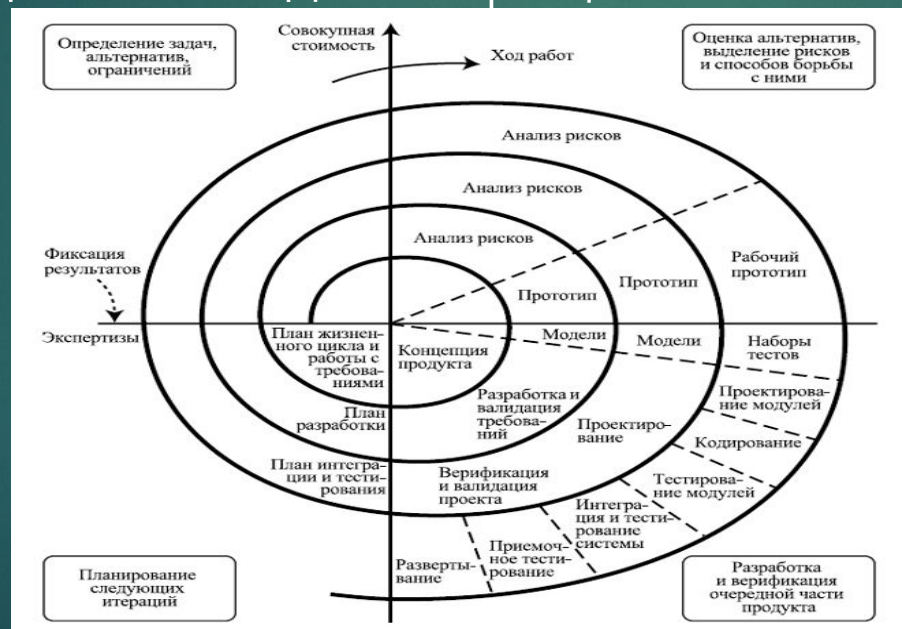 Определение задач,
альтернатив,
ограничений
Совокупная
стоимость
Ход работ
Оценка альтернатив,
выделение рисков
и способов борьбы
с ними
Анализ рисков
Анализ рисков
Анализ рисков
Фиксация
результатов
Прототип
Прототип
Рабочий
прототип
Экспертизы
План жизнен-
ного цикла и
работы с
требова-
ниями
Концепция
продукта
Модели
Модели
Наборы
тестов
План
разработки
Разработка и
валидация
требова-
ний
Проектиро-
вание
Проектирова-
ние модулей
Кодирование
План интегра-
ции и тести-
рования
Верификация
и валидация
проекта
Тестирова-
ние модулей
Интегра-
ция и тести-
рование
системы
Приемоч-
ное тести-
рование
Разверты-
вание
Планирование
следующих
итераций
Разработка
и верификация
очередной части
продукта